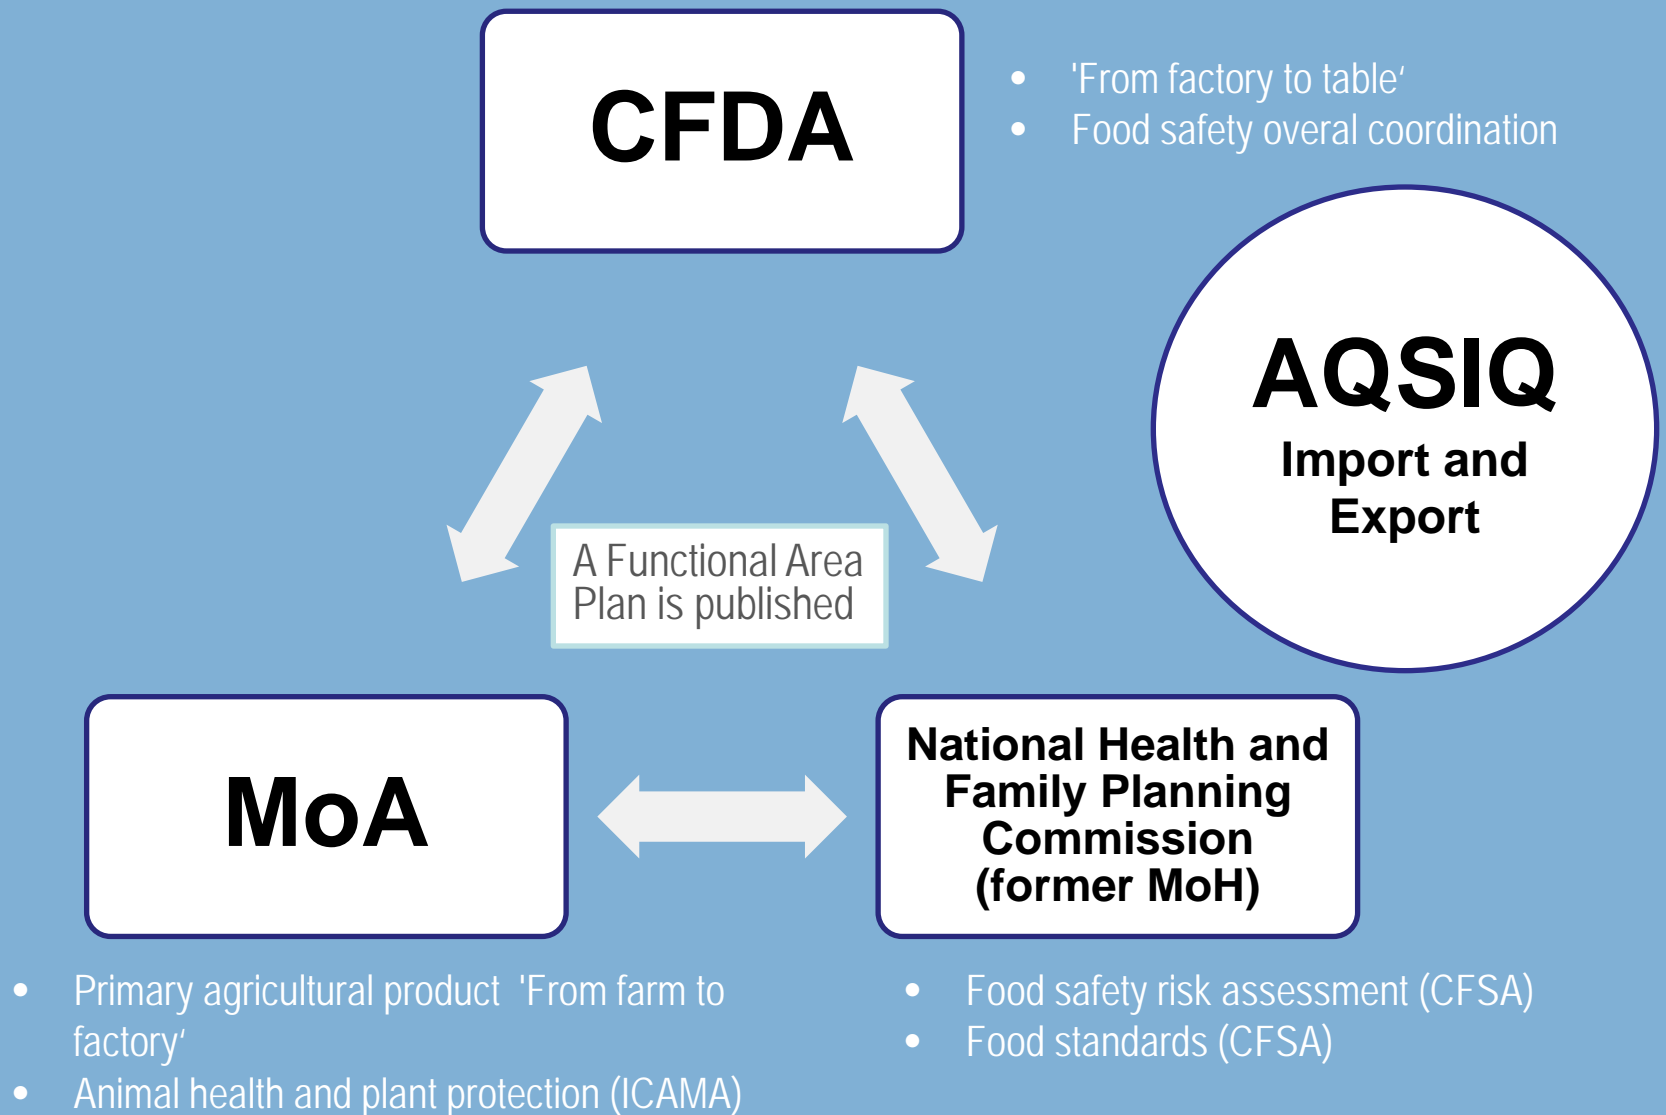 CFDA
• 'From factory to table‘
• Food safety overal coordination
AQSIQ
Import and
Export
A Functional Area
Plan is published
MoA
National Health and
Family Planning
Commission
(former MoH)
• Primary agricultural product 'From farm to
factory‘
• Animal health and plant protection (ICAMA)
• Food safety risk assessment (CFSA)
• Food standards (CFSA)